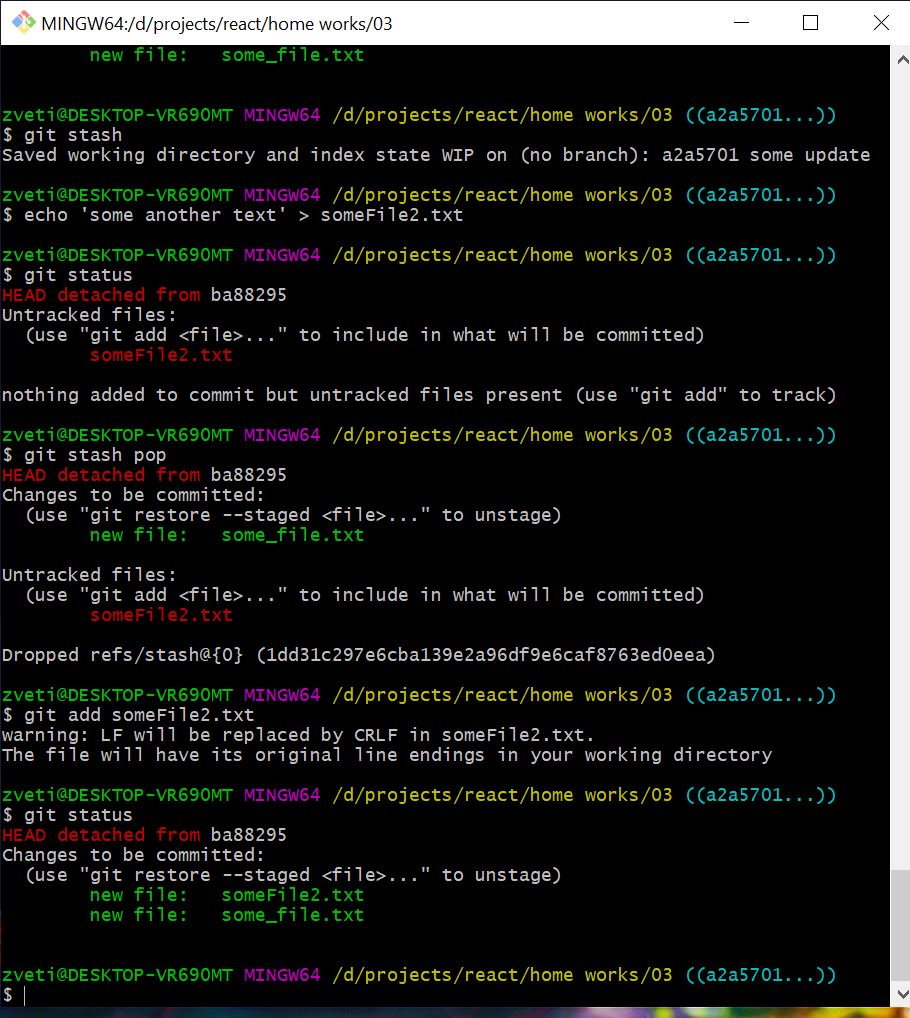 MINGW64:/d/projects/react/home works/03
new file:   some_file.txt
zveti@DESKTOP-VR69OMT MINGW64 /d/projects/react/home works/03 ((a2a5701...))
$ git stash
Saved working directory and index state WIP on (no branch): a2a5701 some update
zveti@DESKTOP-VR69OMT MINGW64 /d/projects/react/home works/03 ((a2a5701...))
$ echo 'some another text' > someFile2.txt
zveti@DESKTOP-VR69OMT MINGW64 /d/projects/react/home works/03 ((a2a5701...))
$ git status
HEAD detached from ba88295
Untracked files:
  (use "git add <file>..." to include in what will be committed)
        someFile2.txt
nothing added to commit but untracked files present (use "git add" to track)
zveti@DESKTOP-VR69OMT MINGW64 /d/projects/react/home works/03 ((a2a5701...))
$ git stash pop
HEAD detached from ba88295
Changes to be committed:
  (use "git restore --staged <file>..." to unstage)
        new file:   some_file.txt
Untracked files:
  (use "git add <file>..." to include in what will be committed)
        someFile2.txt
Dropped refs/stash@{0} (1dd31c297e6cba139e2a96df9e6caf8763ed0eea)
zveti@DESKTOP-VR69OMT MINGW64 /d/projects/react/home works/03 ((a2a5701...))
$ git add someFile2.txt
warning: LF will be replaced by CRLF in someFile2.txt.
The file will have its original line endings in your working directory
zveti@DESKTOP-VR69OMT MINGW64 /d/projects/react/home works/03 ((a2a5701...))
$ git status
HEAD detached from ba88295
Changes to be committed:
  (use "git restore --staged <file>..." to unstage)
        new file:   someFile2.txt
        new file:   some_file.txt
zveti@DESKTOP-VR69OMT MINGW64 /d/projects/react/home works/03 ((a2a5701...))
$